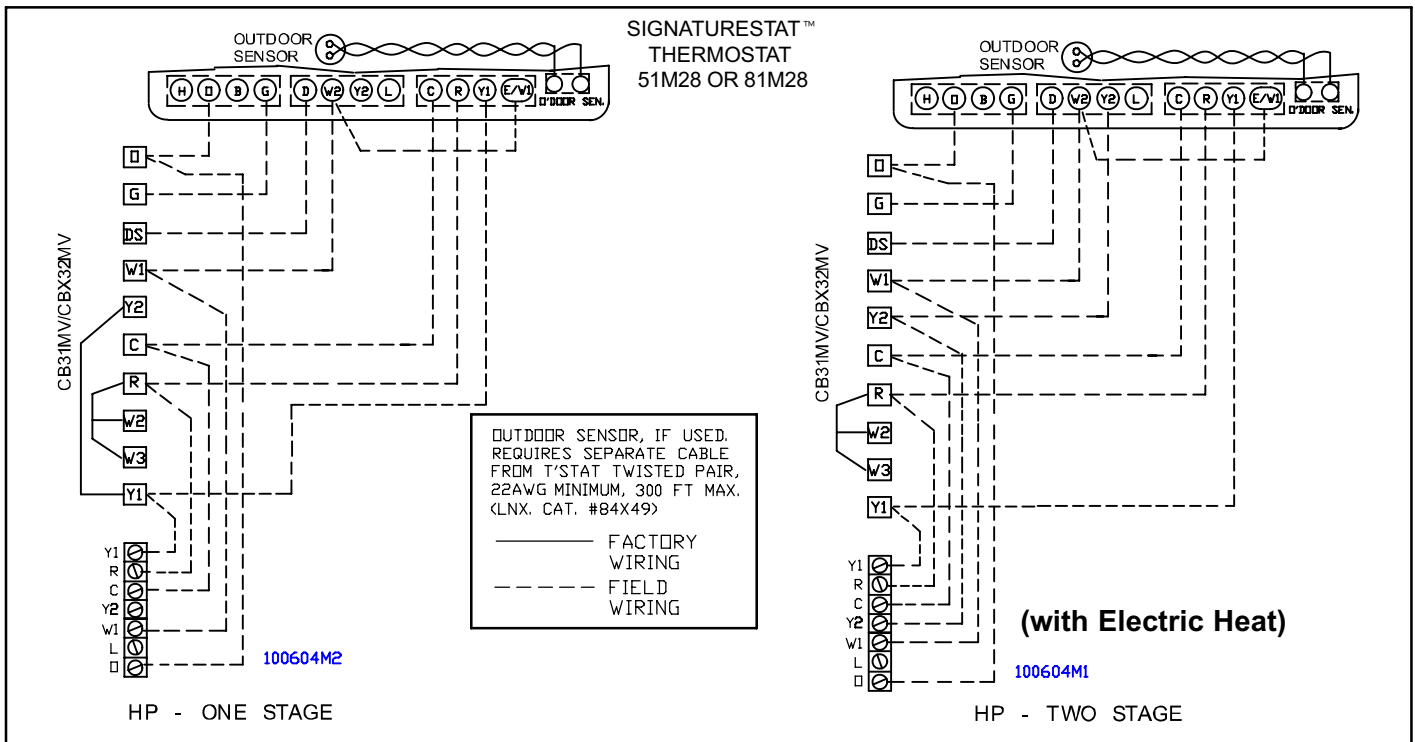 SIGNATURESTAT™
THERMOSTAT
51M28 OR 81M28
OUTDOOR
SENSOR
H O B G D W2 Y2 L C R Y1 E/W1
O'DOOR SEN.
O
G
DS
W1
Y2
C
R
W2
W3
Y1
CB31MV/CBX32MV
Y1
R
C
Y2
W1
L
O
100604M2
HP - ONE STAGE
OUTDOOR SENSOR, IF USED.
REQUIRES SEPARATE CABLE
FROM T'STAT TWISTED PAIR,
22AWG MINIMUM, 300 FT MAX.
(LNX. CAT. #84X49)
FACTORY
WIRING
FIELD
WIRING
OUTDOOR
SENSOR
H O B G D W2 Y2 L C R Y1 E/W1
O'DOOR SEN.
O
G
DS
W1
Y2
C
R
W2
W3
Y1
CB31MV/CBX32MV
Y1
R
C
Y2
W1
L
O
(with Electric Heat)
100604M1
HP - TWO STAGE